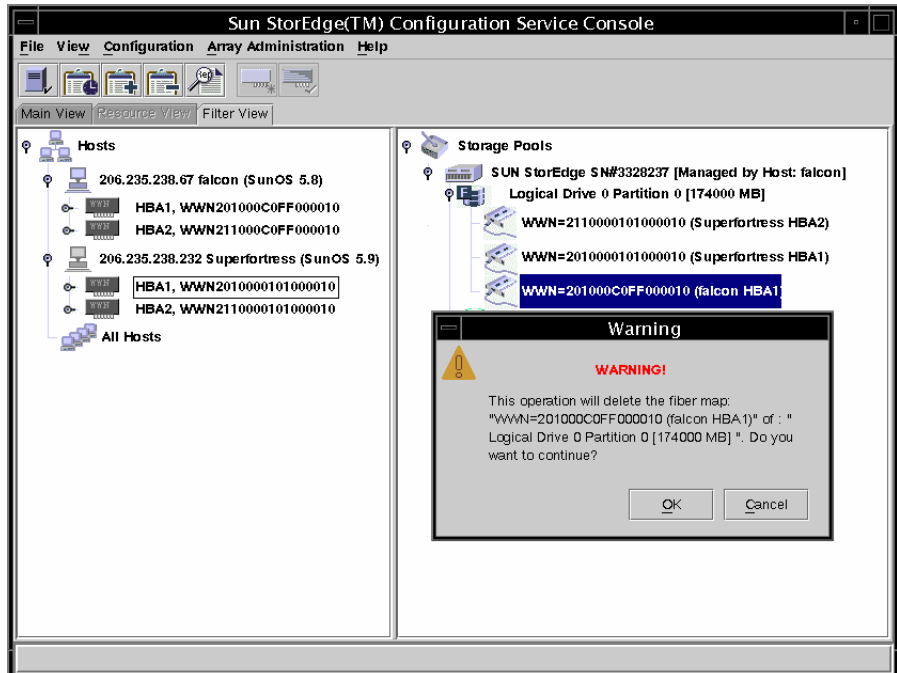 Sun StorEdge(TM) Configuration Service Console
File View Configuration Array Administration Help
Main View Resource View Filter View
Hosts
206.235.238.67 falcon (SunOS 5.8)
HBA1, WWN201000C0FF000010
HBA2, WWN211000C0FF000010
206.235.238.232 Superfortress (SunOS 5.9)
HBA1, WWN2010000101000010
HBA2, WWN2110000101000010
All Hosts
Storage Pools
SUN StorEdge SN#3328237 [Managed by Host: falcon]
Logical Drive 0 Partition 0 [174000 MB]
WWN=2110000101000010 (Superfortress HBA2)
WWN=2010000101000010 (Superfortress HBA1)
WWN=201000C0FF000010 (falcon HBA1)
Warning
WARNING!
This operation will delete the fiber map:
"WWN=201000C0FF000010 (falcon HBA1)" of : "
Logical Drive 0 Partition 0 [174000 MB] ". Do you
want to continue?
OK Cancel